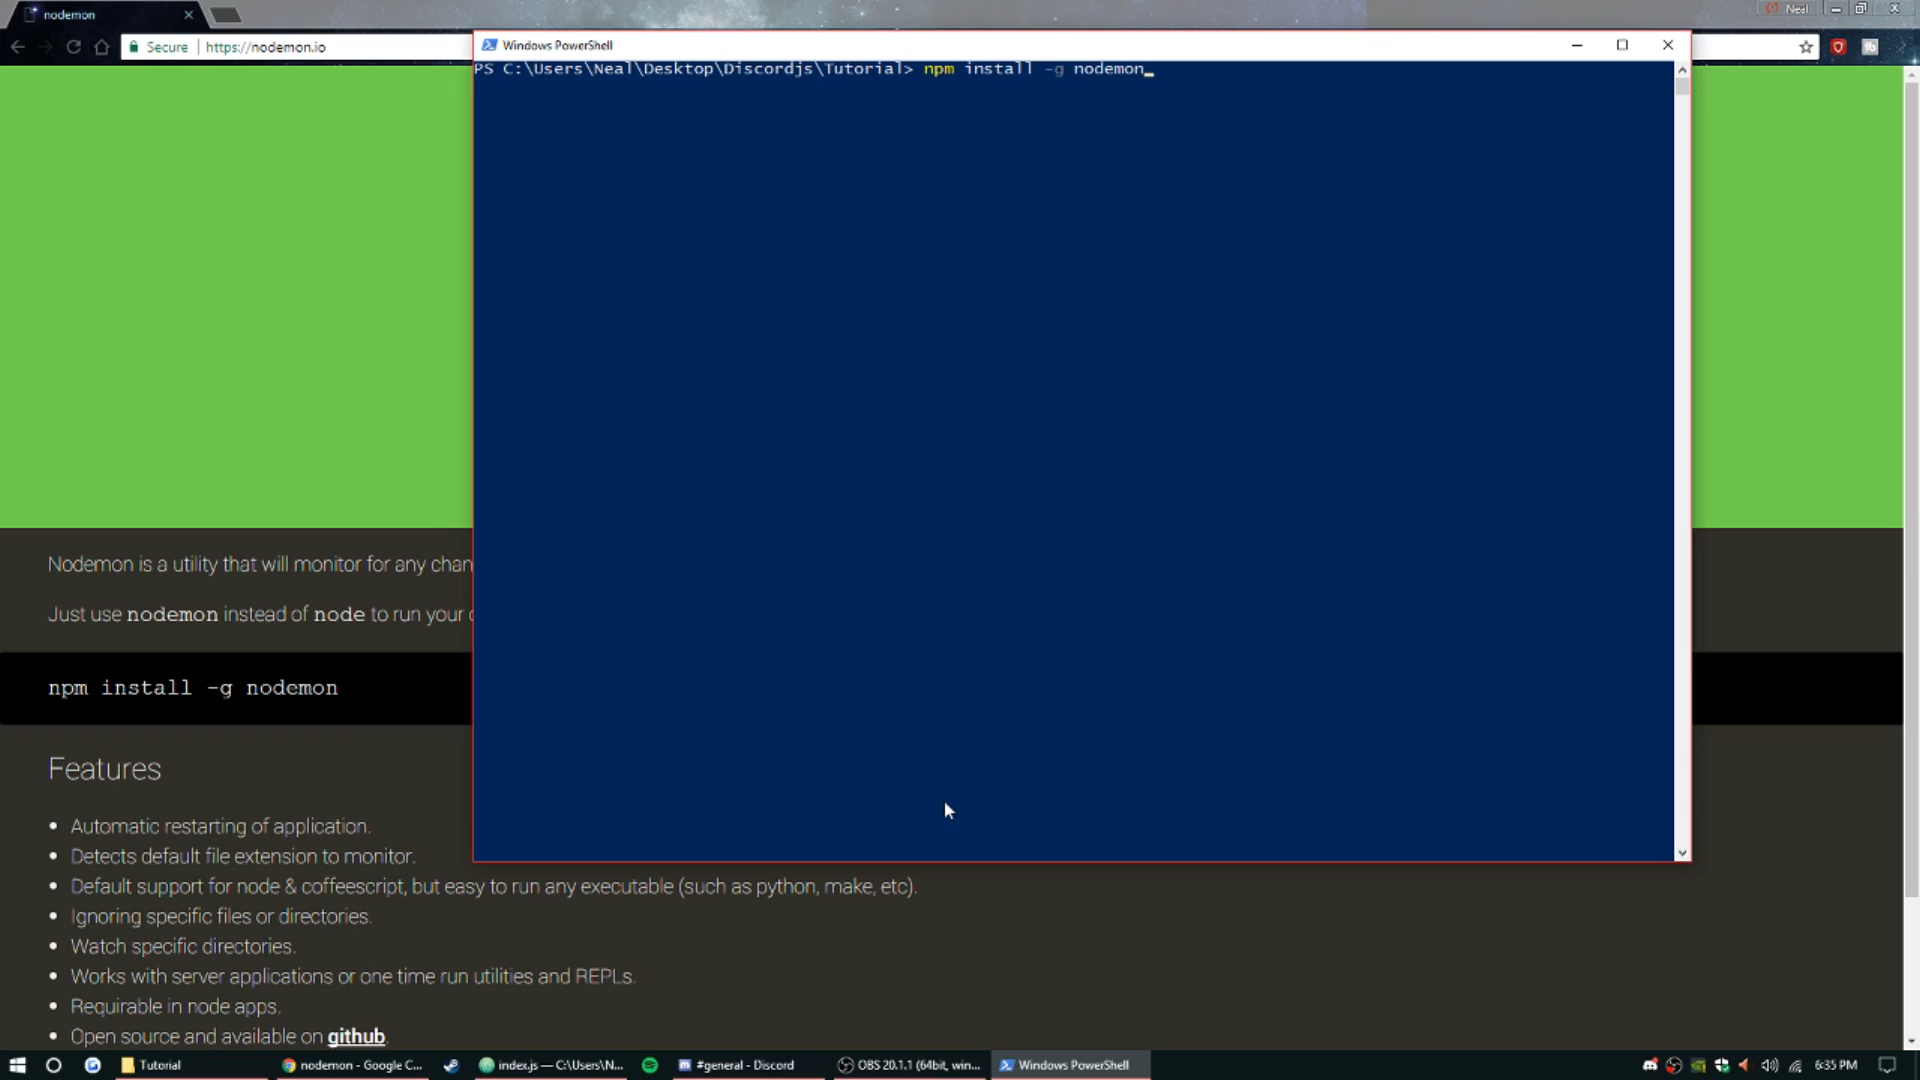 nodemon
Neal
Secure | https://nodemon.io
Windows PowerShell
PS C:\Users\Neal\Desktop\Discordjs\Tutorial> npm install -g nodemon_
Nodemon is a utility that will monitor for any chan
Just use nodemon instead of node to run your
npm install -g nodemon
Features
• Automatic restarting of application.
• Detects default file extension to monitor.
• Default support for node & coffeescript, but easy to run any executable (such as python, make, etc).
• Ignoring specific files or directories.
• Watch specific directories.
• Works with server applications or one time run utilities and REPLs.
• Requirable in node apps.
• Open source and available on github.
Tutorial
nodemon - Google C...
index.js — C:\Users\N...
#general - Discord
OBS 20.1.1 (64bit, win...
Windows PowerShell
6:35 PM